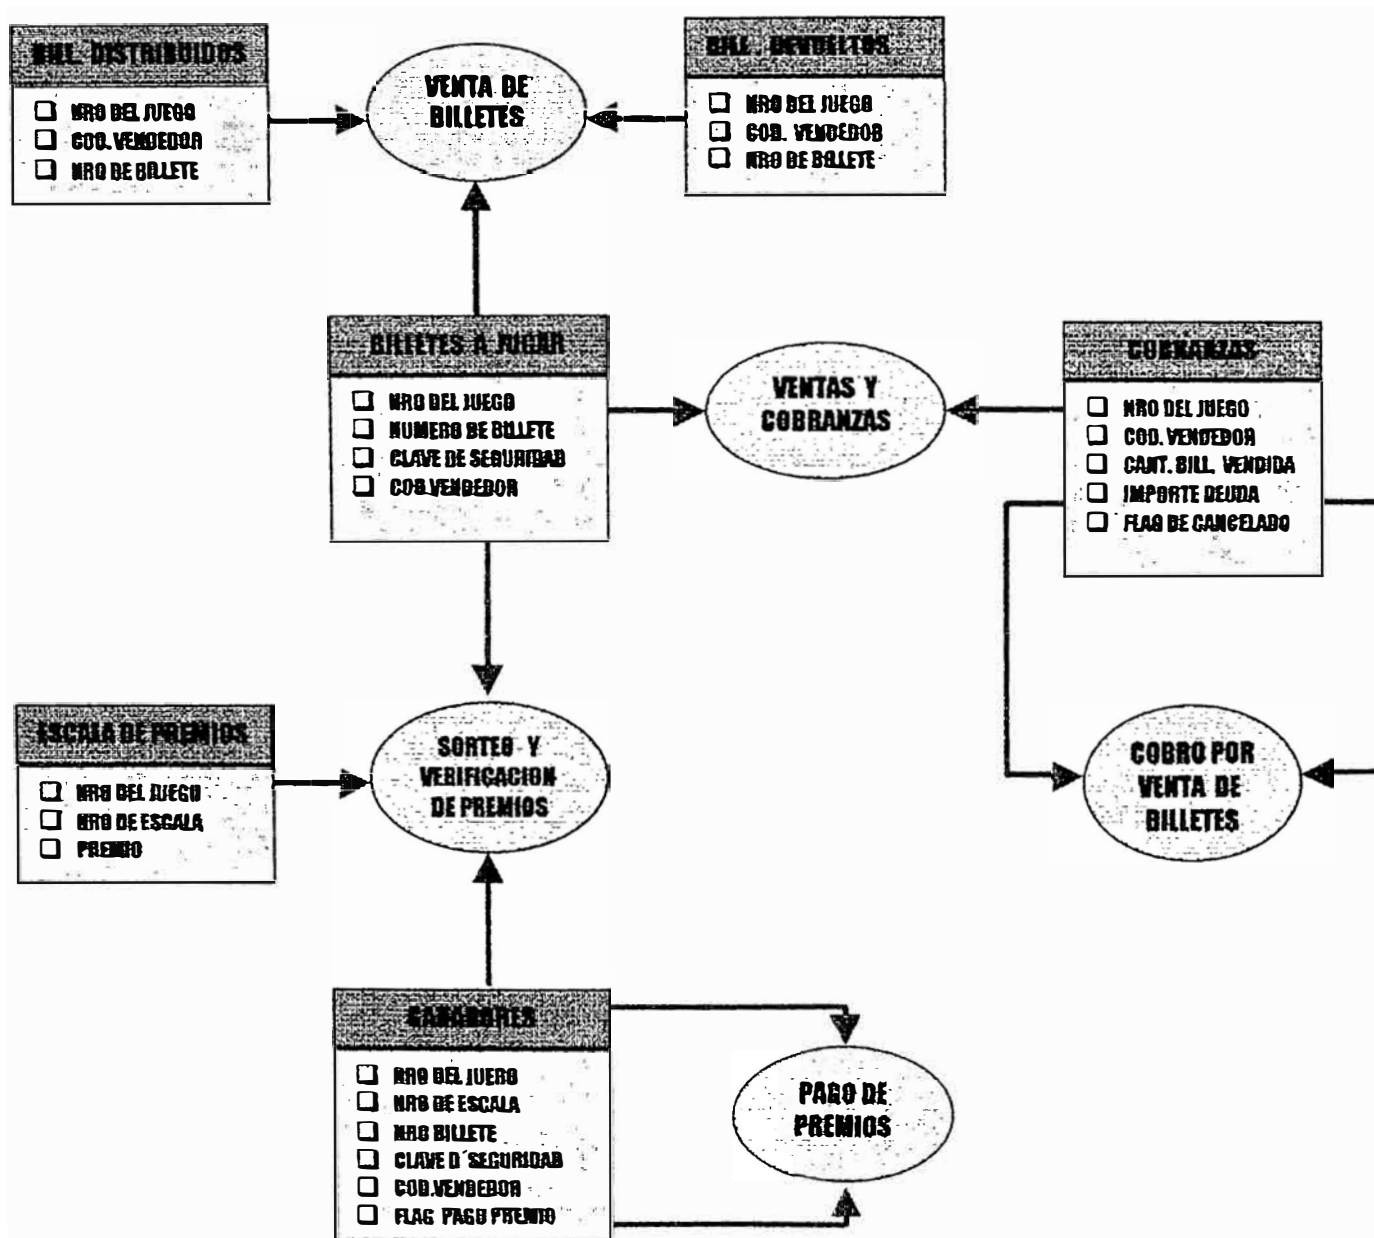 BILL. DISTRIBUIDOS
NRO DEL JUEGO
COD. VENDEDOR
NRO DE BILLETE
VENTA DE
BILLETES
BILL. DEVUELTOS
NRO DEL JUEGO
COD. VENDEDOR
NRO DE BILLETE
BILLETES A JUGAR
NRO DEL JUEGO
NUMERO DE BILLETE
CLAVE DE SEGURIDAD
COD.VENDEDOR
VENTAS Y
COBRANZAS
COBRANZAS
NRO DEL JUEGO
COD. VENDEDOR
CANT. BILL. VENDIDA
IMPORTE DEUDA
FLAG DE CANCELADO
ESCALA DE PREMIOS
NRO DEL JUEGO
NRO DE ESCALA
PREMIO
SORTEO Y
VERIFICACION
DE PREMIOS
COBRO POR
VENTA DE
BILLETES
GANADORES
NRO DEL JUEGO
NRO DE ESCALA
NRO BILLETE
CLAVE D´SEGURIDAD
COD.VENDEDOR
FLAG PAGO PREMIO
PAGO DE
PREMIOS